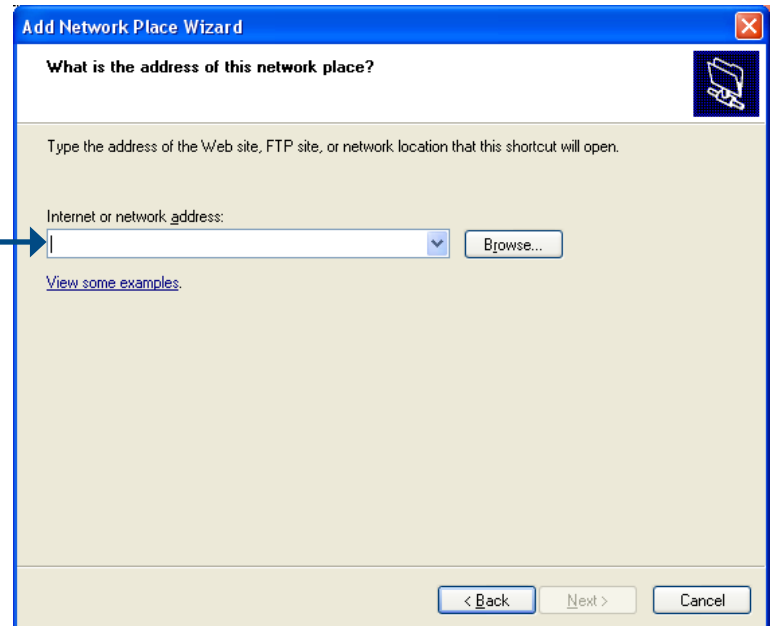 Add Network Place Wizard
What is the address of this network place?
Type the address of the Web site, FTP site, or network location that this shortcut will open.
Internet or network address:
Browse...
View some examples.
< Back
Next >
Cancel